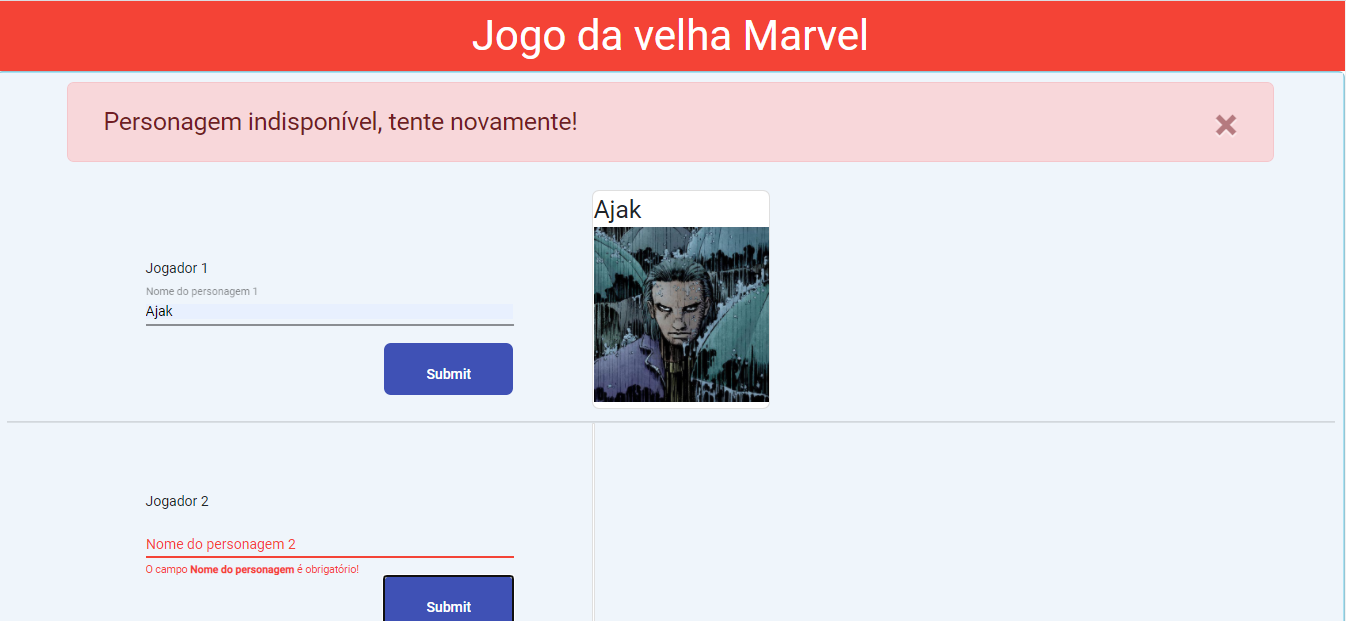 Jogo da velha Marvel
Personagem indisponível, tente novamente!
×
Ajak
Jogador 1
Nome do personagem 1
Ajak
Submit
Jogador 2
Nome do personagem 2
O campo Nome do personagem é obrigatório!
Submit